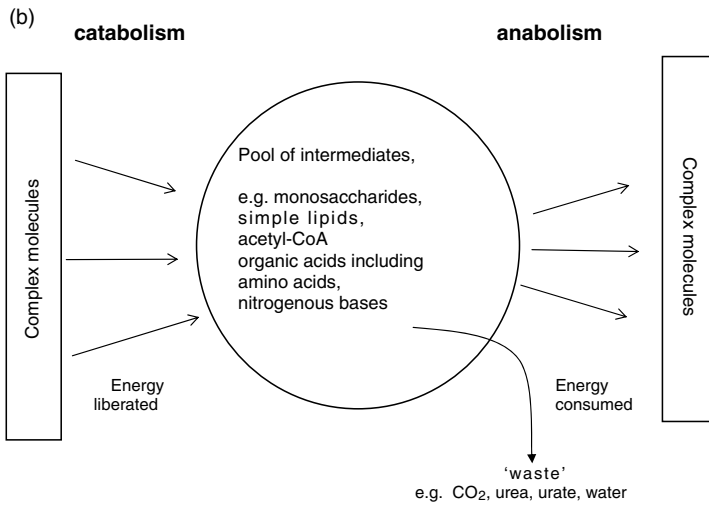 (b)
catabolism
anabolism
Complex molecules
Pool of intermediates,
e.g. monosaccharides,
simple lipids,
acetyl-CoA
organic acids including
amino acids,
nitrogenous bases
Complex molecules
Energy
liberated
Energy
consumed
‘waste’
e.g. CO₂, urea, urate, water